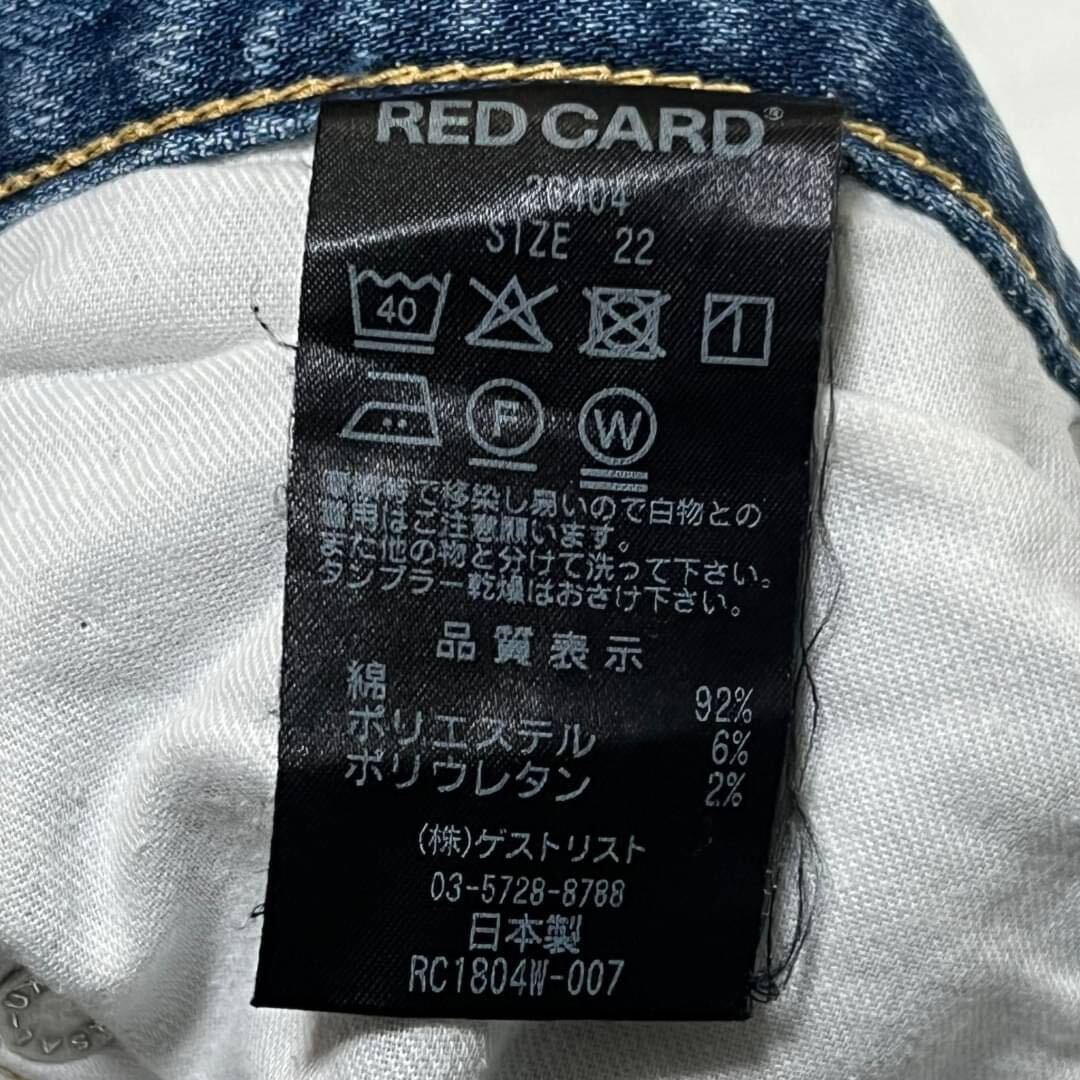 RED CARD®
SIZE 22
40
F
W
で移染し易いので白物との
着用はご注意願います。
また他の物と分けて洗って下さい。
タンブラー乾燥はおさけ下さい。
品質表示
綿 92%
ポリエステル 6%
ポリウレタン 2%
(株)ゲストリスト
03-5728-8788
日本製
RC1804W-007